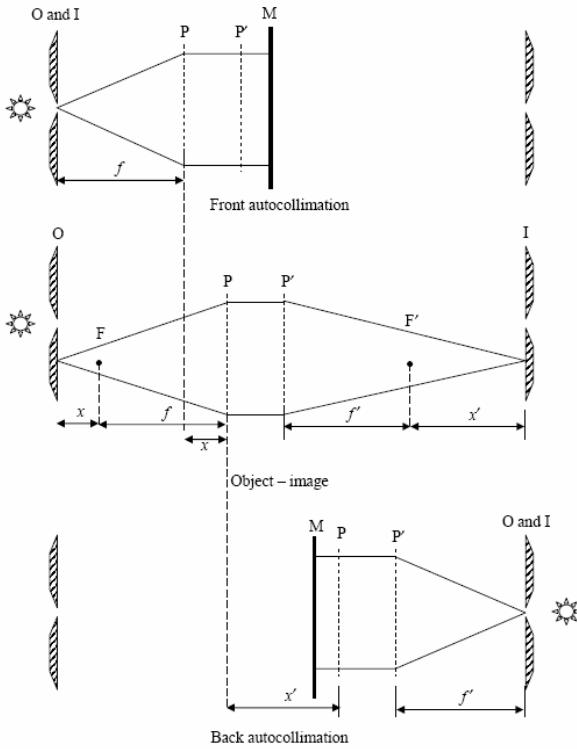 O and I
M
P
P′
f
Front autocollimation
O
I
P
P′
F
F′
x
f
f′
x′
x
Object – image
M
P
P′
O and I
x′
f′
Back autocollimation